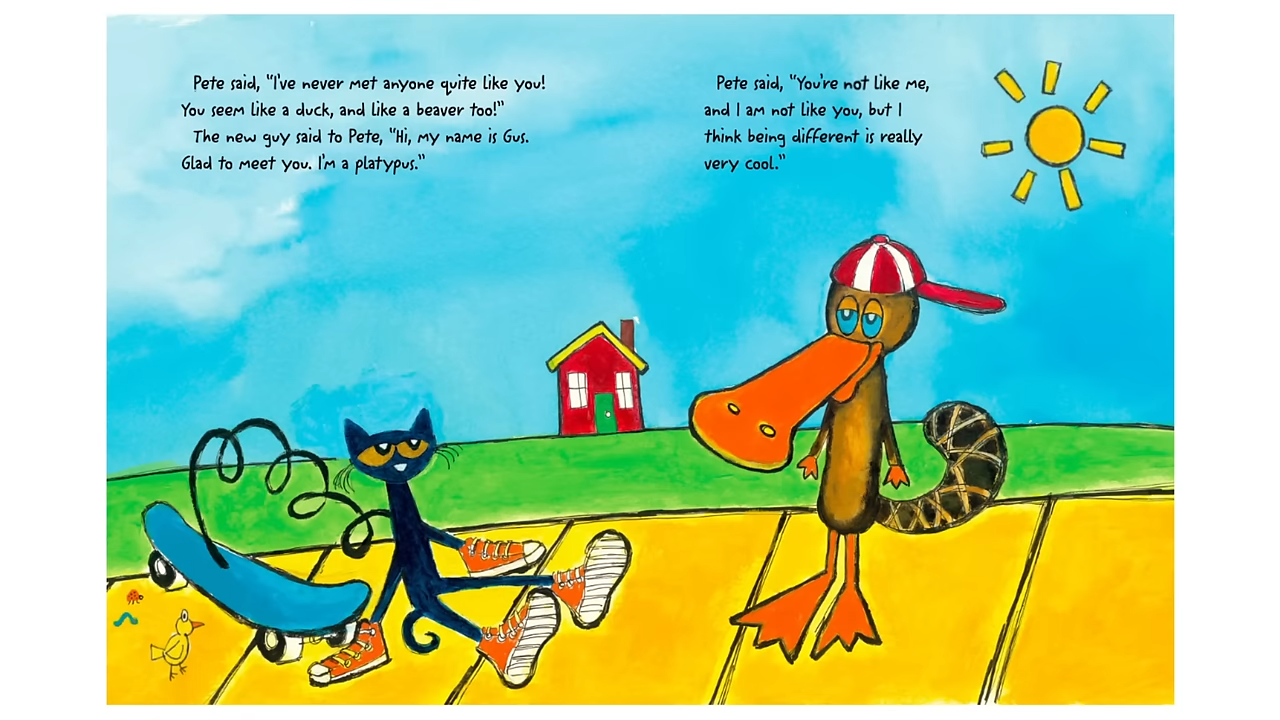 Pete said, “I’ve never met anyone quite like you!
You seem like a duck, and like a beaver too!”
The new guy said to Pete, “Hi, my name is Gus.
Glad to meet you. I’m a platypus.”
Pete said, “You’re not like me,
and I am not like you, but I
think being different is really
very cool.”